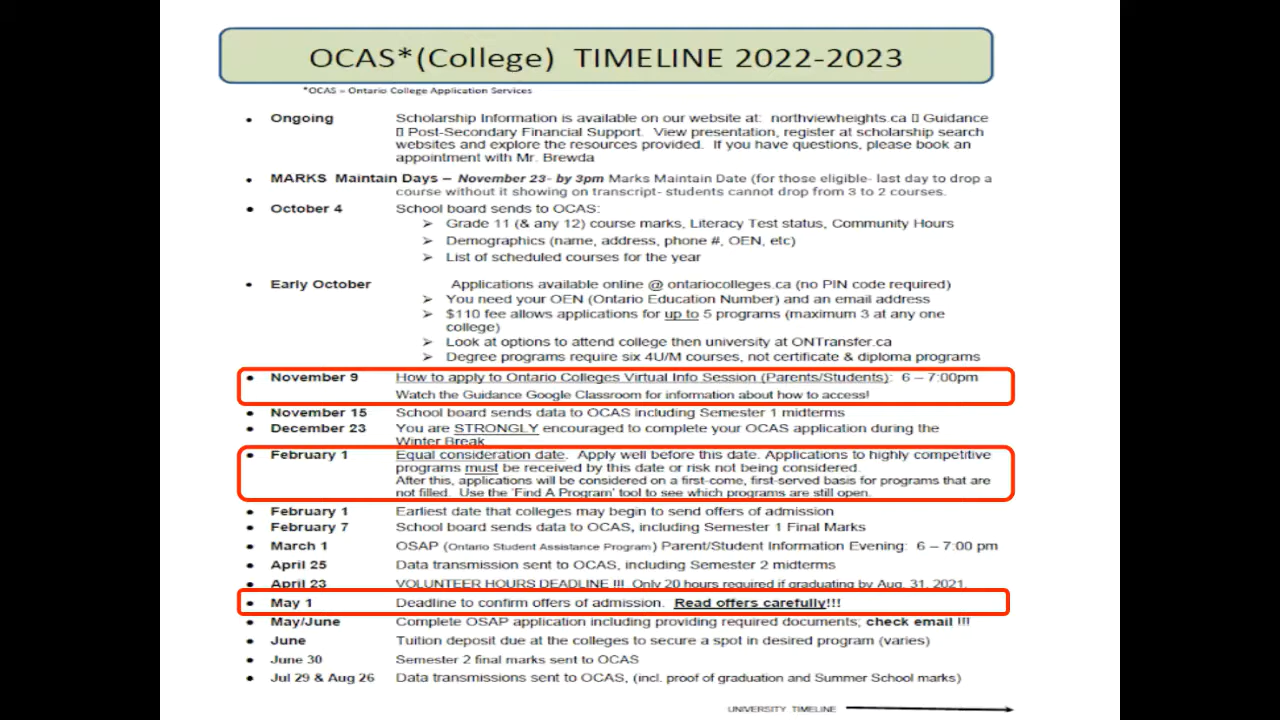 OCAS*(College) TIMELINE 2022-2023
*OCAS – Ontario College Application Services
• Ongoing Scholarship Information is available on our website at: northviewheights.ca ▯ Guidance
▯ Post-Secondary Financial Support. View presentation, register at scholarship search
websites and explore the resources provided. If you have questions, please book an
appointment with Mr. Brewda
• MARKS Maintain Days – November 23- by 3pm Marks Maintain Date (for those eligible- last day to drop a
course without it showing on transcript- students cannot drop from 3 to 2 courses.
• October 4 School board sends to OCAS:
➢ Grade 11 (& any 12) course marks, Literacy Test status, Community Hours
➢ Demographics (name, address, phone #, OEN, etc)
➢ List of scheduled courses for the year
• Early October Applications available online @ ontariocolleges.ca (no PIN code required)
➢ You need your OEN (Ontario Education Number) and an email address
➢ $110 fee allows applications for up to 5 programs (maximum 3 at any one
college)
➢ Look at options to attend college then university at ONTransfer.ca
➢ Degree programs require six 4U/M courses, not certificate & diploma programs
• November 9 How to apply to Ontario Colleges Virtual Info Session (Parents/Students): 6 – 7:00pm
Watch the Guidance Google Classroom for information about how to access!
• November 15 School board sends data to OCAS including Semester 1 midterms
• December 23 You are STRONGLY encouraged to complete your OCAS application during the
Winter Break
• February 1 Equal consideration date. Apply well before this date. Applications to highly competitive
programs must be received by this date or risk not being considered.
After this, applications will be considered on a first-come, first-served basis for programs that are
not filled. Use the 'Find A Program' tool to see which programs are still open.
• February 1 Earliest date that colleges may begin to send offers of admission
• February 7 School board sends data to OCAS, including Semester 1 Final Marks
• March 1 OSAP (Ontario Student Assistance Program) Parent/Student Information Evening: 6 – 7:00 pm
• April 25 Data transmission sent to OCAS, including Semester 2 midterms
• April 23 VOLUNTEER HOURS DEADLINE !!! Only 20 hours required if graduating by Aug. 31, 2021.
• May 1 Deadline to confirm offers of admission. Read offers carefully!!!
• May/June Complete OSAP application including providing required documents; check email !!!
• June Tuition deposit due at the colleges to secure a spot in desired program (varies)
• June 30 Semester 2 final marks sent to OCAS
• Jul 29 & Aug 26 Data transmissions sent to OCAS, (incl. proof of graduation and Summer School marks)
UNIVERSITY TIMELINE